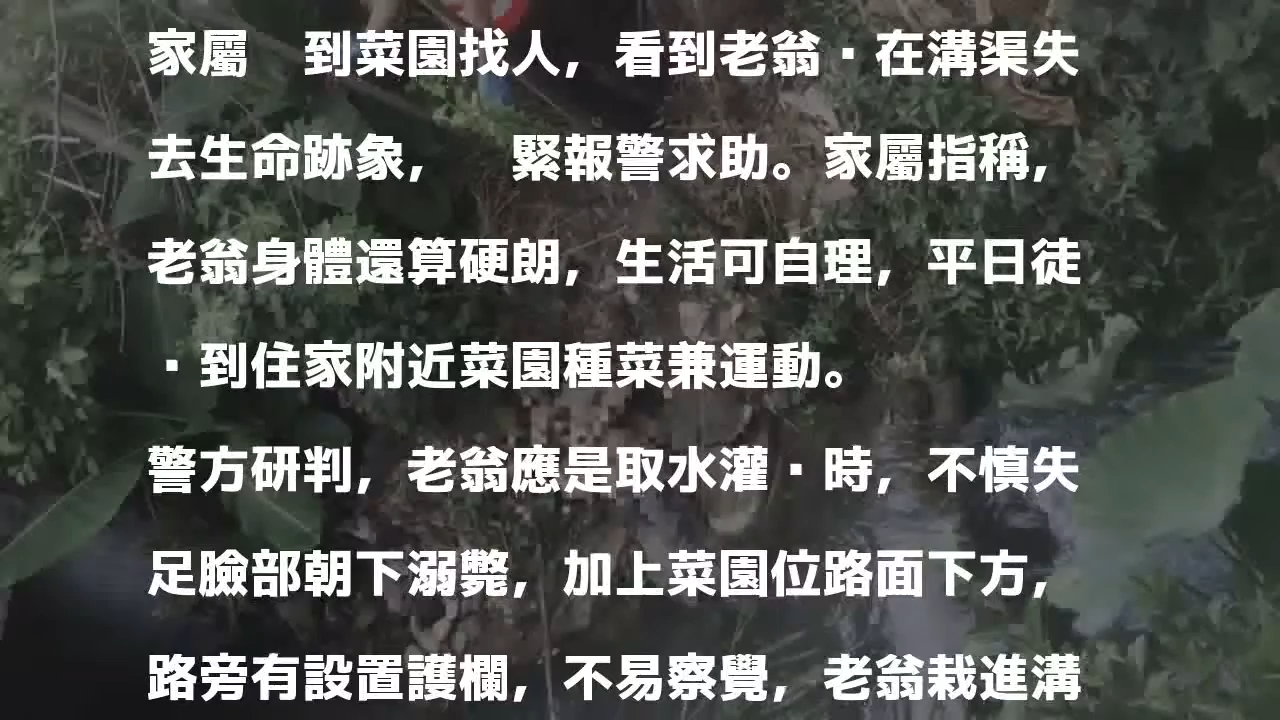 家屬　到菜園找人，看到老翁▪在溝渠失
去生命跡象，　緊報警求助。家屬指稱，
老翁身體還算硬朗，生活可自理，平日徒
▪到住家附近菜園種菜兼運動。
警方研判，老翁應是取水灌▪時，不慎失
足臉部朝下溺斃，加上菜園位路面下方，
路旁有設置護欄，不易察覺，老翁栽進溝